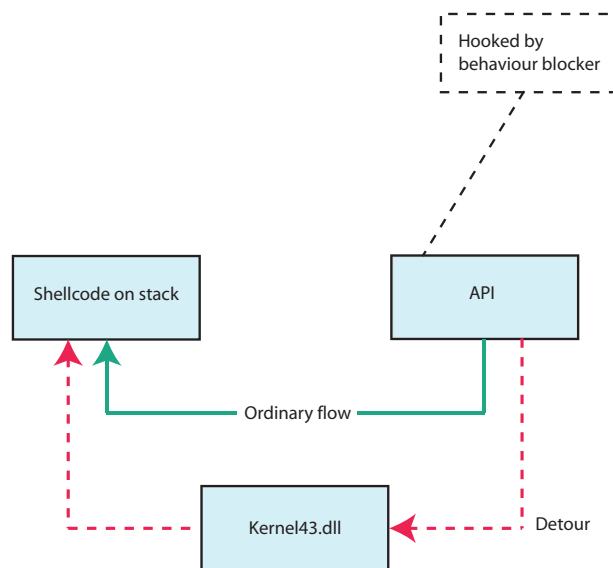 Hooked by
behaviour blocker
Shellcode on stack
API
Ordinary flow
Kernel43.dll
Detour